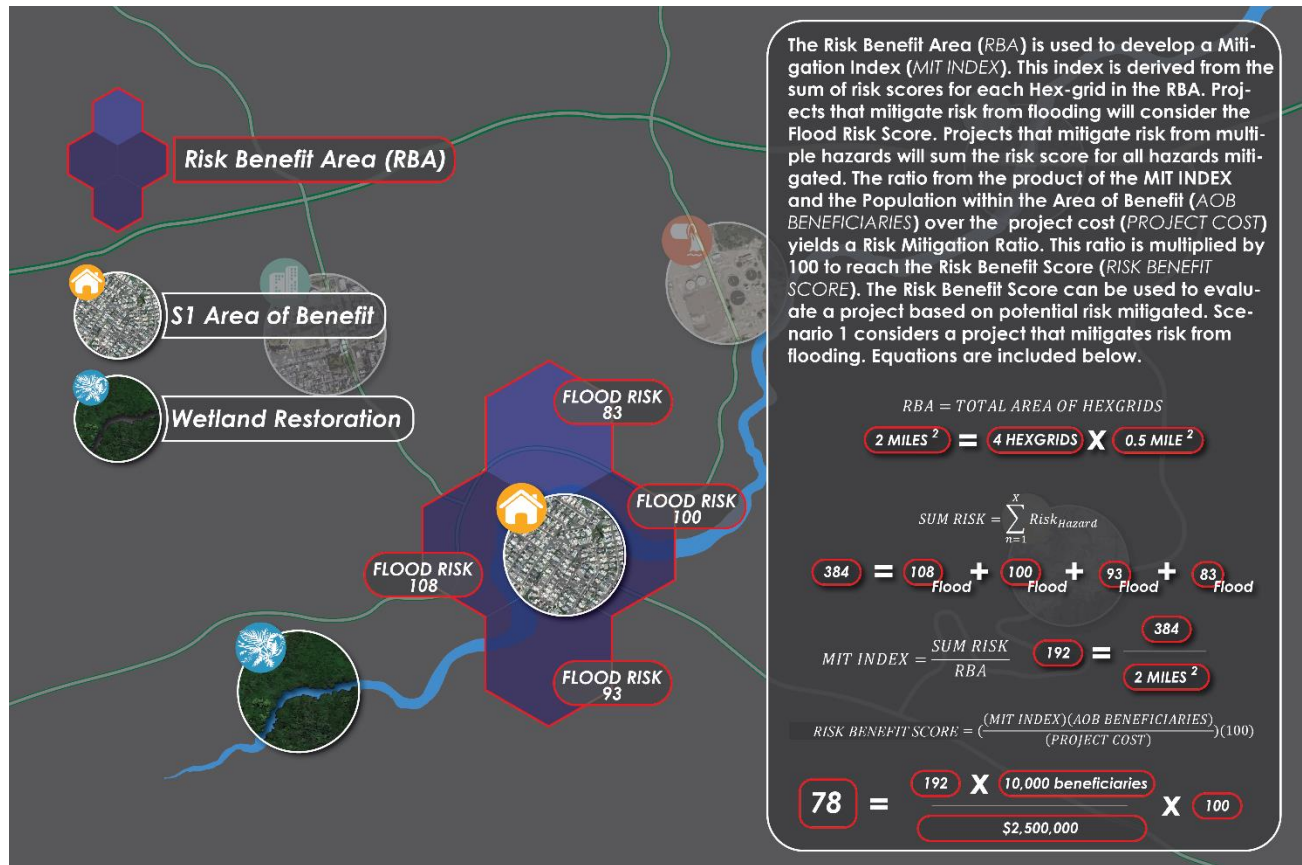 Risk Benefit Area (RBA)
S1 Area of Benefit
Wetland Restoration
FLOOD RISK
83
FLOOD RISK
100
FLOOD RISK
108
FLOOD RISK
93
The Risk Benefit Area (RBA) is used to develop a Miti-
gation Index (MIT INDEX). This index is derived from the
sum of risk scores for each Hex-grid in the RBA. Proj-
ects that mitigate risk from flooding will consider the
Flood Risk Score. Projects that mitigate risk from multi-
ple hazards will sum the risk score for all hazards miti-
gated. The ratio from the product of the MIT INDEX
and the Population within the Area of Benefit (AOB
BENEFICIARIES) over the  project cost (PROJECT COST)
yields a Risk Mitigation Ratio. This ratio is multiplied by
100 to reach the Risk Benefit Score (RISK BENEFIT
SCORE). The Risk Benefit Score can be used to evalu-
ate a project based on potential risk mitigated. Sce-
nario 1 considers a project that mitigates risk from
flooding. Equations are included below.
RBA = TOTAL AREA OF HEXGRIDS
2 MILES ² = 4 HEXGRIDS X 0.5 MILE ²
X
SUM RISK = ∑ Risk Hazard
n=1
384 = 108 Flood + 100 Flood + 93 Flood + 83 Flood
MIT INDEX = SUM RISK / RBA 192 = 384 / 2 MILES ²
RISK BENEFIT SCORE = ((MIT INDEX)(AOB BENEFICIARIES) / (PROJECT COST))(100)
78 = 192 X 10,000 beneficiaries / $2,500,000 X 100